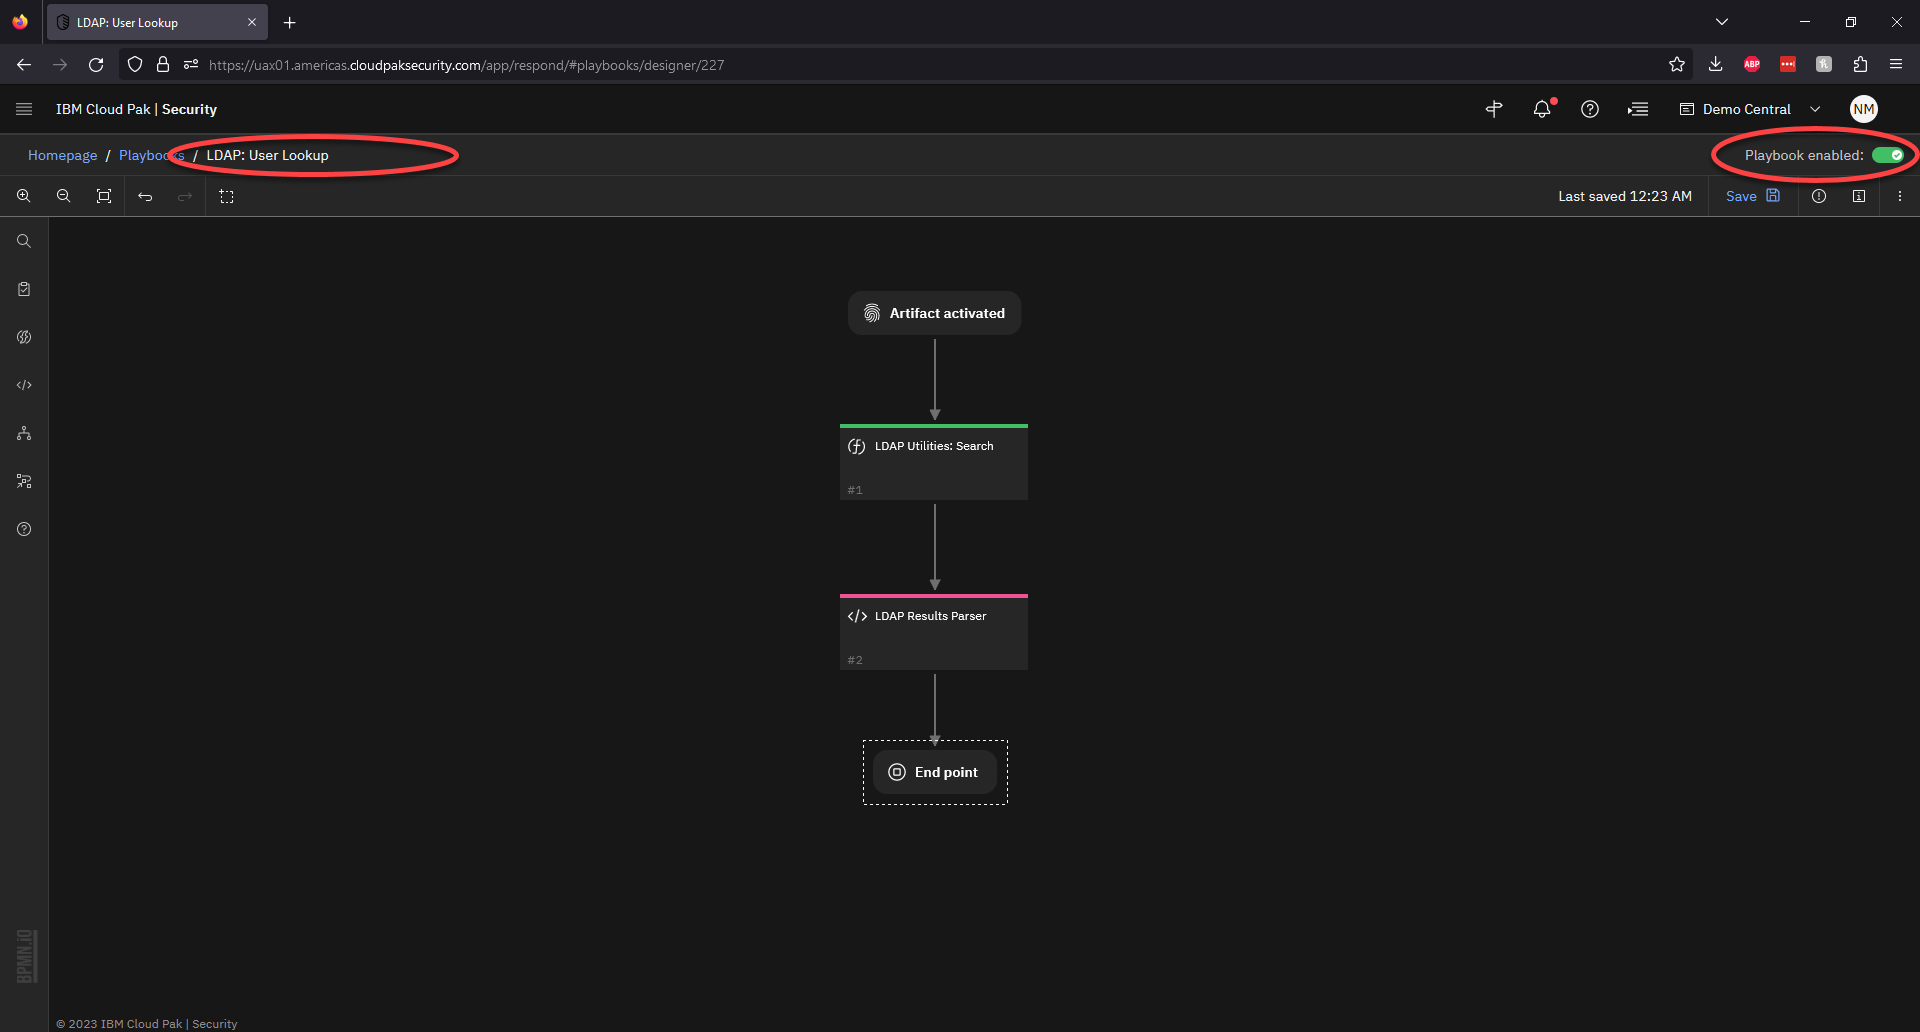 LDAP: User Lookup
https://uax01.americas.cloudpaksecurity.com/app/respond/#playbooks/designer/227
ABP
IBM Cloud Pak | Security
Demo Central
NM
Homepage / Playbooks / LDAP: User Lookup
Playbook enabled:
Last saved 12:23 AM
Save
Artifact activated
LDAP Utilities: Search
#1
LDAP Results Parser
#2
End point
BPMN.iO
© 2023 IBM Cloud Pak | Security